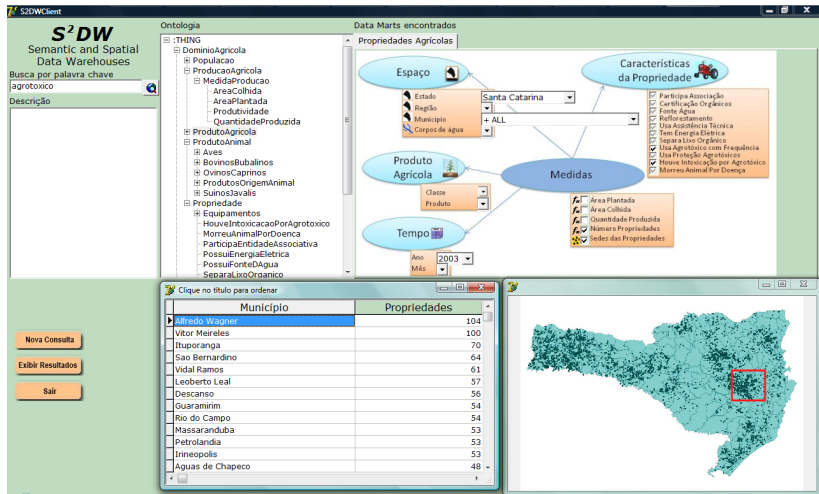 S2DWClient
S²DW
Semantic and Spatial
Data Warehouses
Busca por palavra chave
agrotoxico
Descrição
Nova Consulta
Exibir Resultados
Sair
Ontologia
:THING
DominioAgricola
Populacao
ProducaoAgricola
MedidaProducao
AreaColhida
AreaPlantada
Produtividade
QuantidadeProduzida
ProdutoAgricola
ProdutoAnimal
Aves
BovinosBubalinos
OvinosCaprinos
ProdutosOrigemAnimal
SuinosJavalis
Propriedade
Equipamentos
HouveIntoxicacaoPorAgrotoxico
MorreuAnimalPorDoenca
ParticipaEntidadeAssociativa
PossuiEnergiaEletrica
PossuiFonteDAgua
SeparaLixoOrganico
Data Marts encontrados
Propriedades Agrícolas
Espaço
Estado
Santa Catarina
Região
Município
+ ALL
Corpos de água
Características
da Propriedade
Participa Associação
Certificação Orgânicos
Fonte Água
Reflorestamento
Usa Assistência Técnica
Tem Energia Elétrica
Separa Lixo Orgânico
Usa Agrotóxico com Frequência
Usa Proteção Agrotóxicos
Houve Intoxicação por Agrotóxico
Morreu Animal Por Doença
Produto
Agrícola
Classe
Produto
Medidas
Área Plantada
Área Colhida
Quantidade Produzida
Número Propriedades
Sedes das Propriedades
Tempo
Ano
2003
Mês
Clique no título para ordenar
Município Propriedades
Alfredo Wagner 104
Vitor Meireles 100
Ituporanga 70
Sao Bernardino 64
Vidal Ramos 61
Leoberto Leal 57
Descanso 56
Guaramirim 54
Rio do Campo 54
Massaranduba 53
Petrolandia 53
Irineopolis 53
Aguas de Chapeco 48